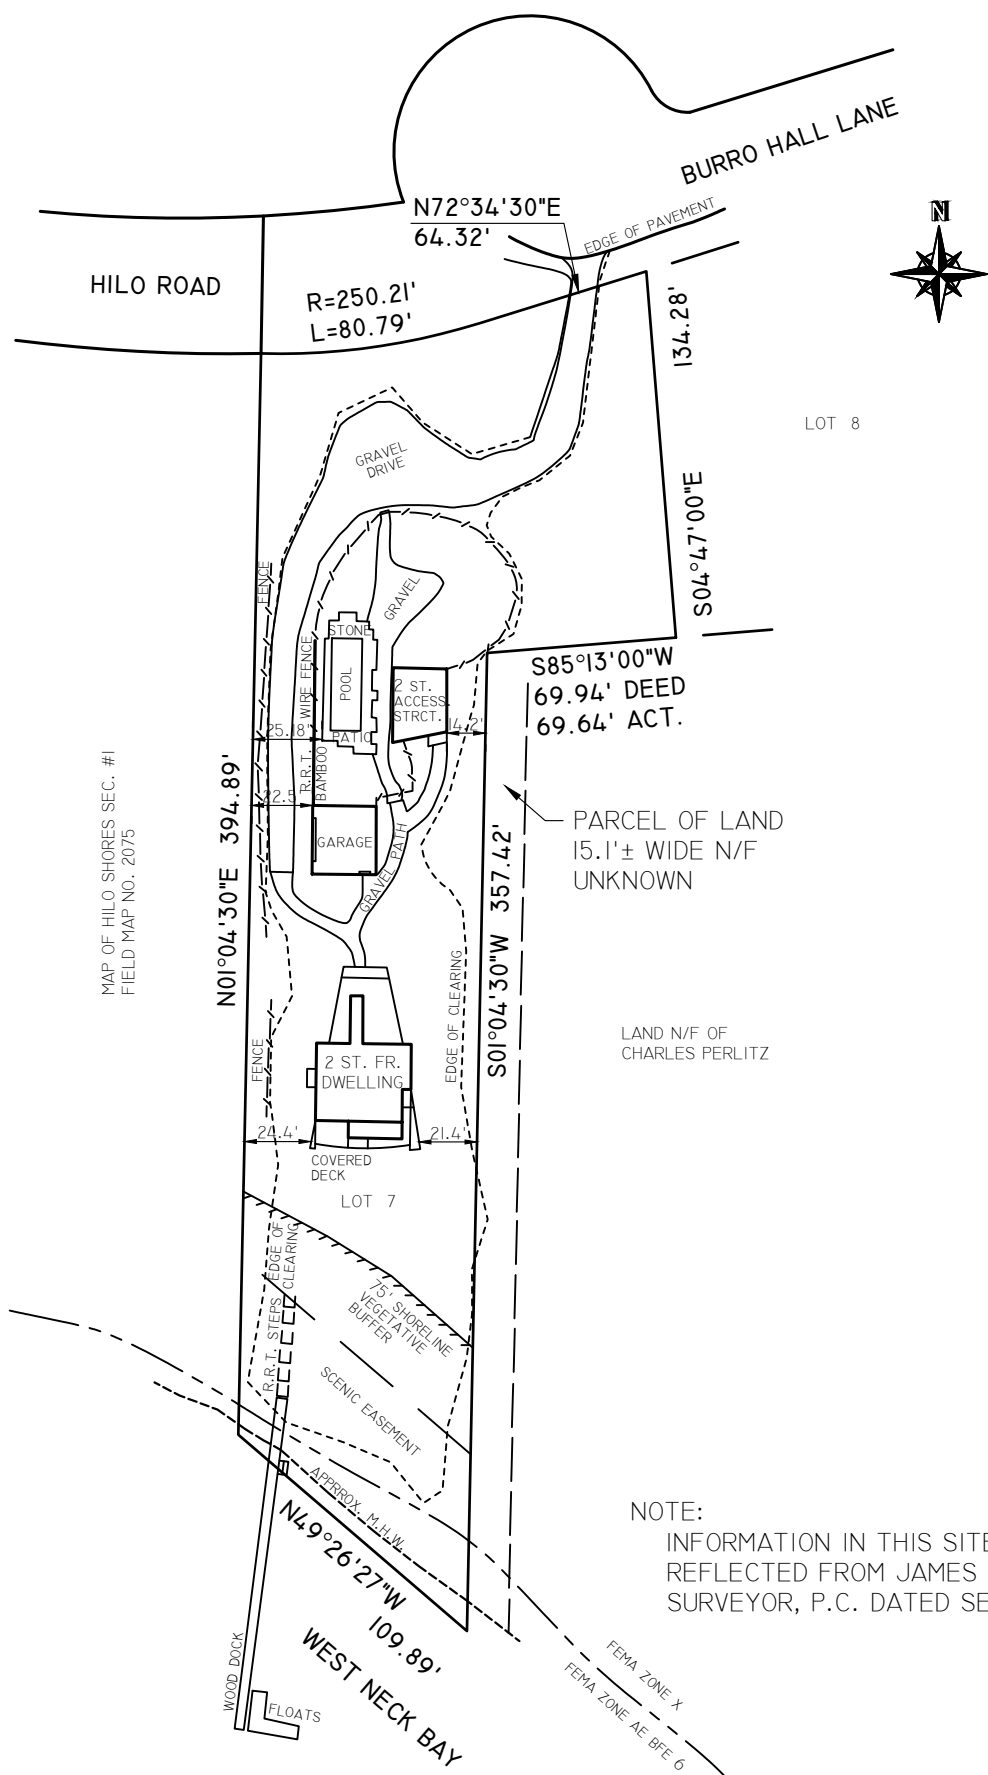 BURRO HALL LANE
N72°34'30"E
64.32'
EDGE OF PAVEMENT
N
HILO ROAD
R=250.21'
L=80.79'
134.28'
S04°47'00"E
LOT 8
GRAVEL
DRIVE
FENCE
GRAVEL
STONE
POOL
PATIO
WIRE FENCE
R.R.T.
BAMBOO
2 ST.
ACCESS.
STRCT.
14.2'
25.18'
22.5'
S85°13'00"W
69.94' DEED
69.64' ACT.
GARAGE
GRAVEL PATH
PARCEL OF LAND
15.1'± WIDE N/F
UNKNOWN
MAP OF HILO SHORES SEC. #1
FIELD MAP NO. 2075
N01°04'30"E 394.89'
S01°04'30"W 357.42'
EDGE OF CLEARING
LAND N/F OF
CHARLES PERLITZ
FENCE
2 ST. FR.
DWELLING
24.4'
21.4'
COVERED
DECK
LOT 7
EDGE OF
CLEARING
R.R.T. STEPS
75' SHORELINE
VEGETATIVE
BUFFER
SCENIC EASEMENT
APPRROX. M.H.W.
N49°26'27"W
109.89'
WEST NECK BAY
WOOD DOCK
FLOATS
NOTE:
INFORMATION IN THIS SITE
REFLECTED FROM JAMES
SURVEYOR, P.C. DATED SE
FEMA ZONE X
FEMA ZONE AE BFE 6